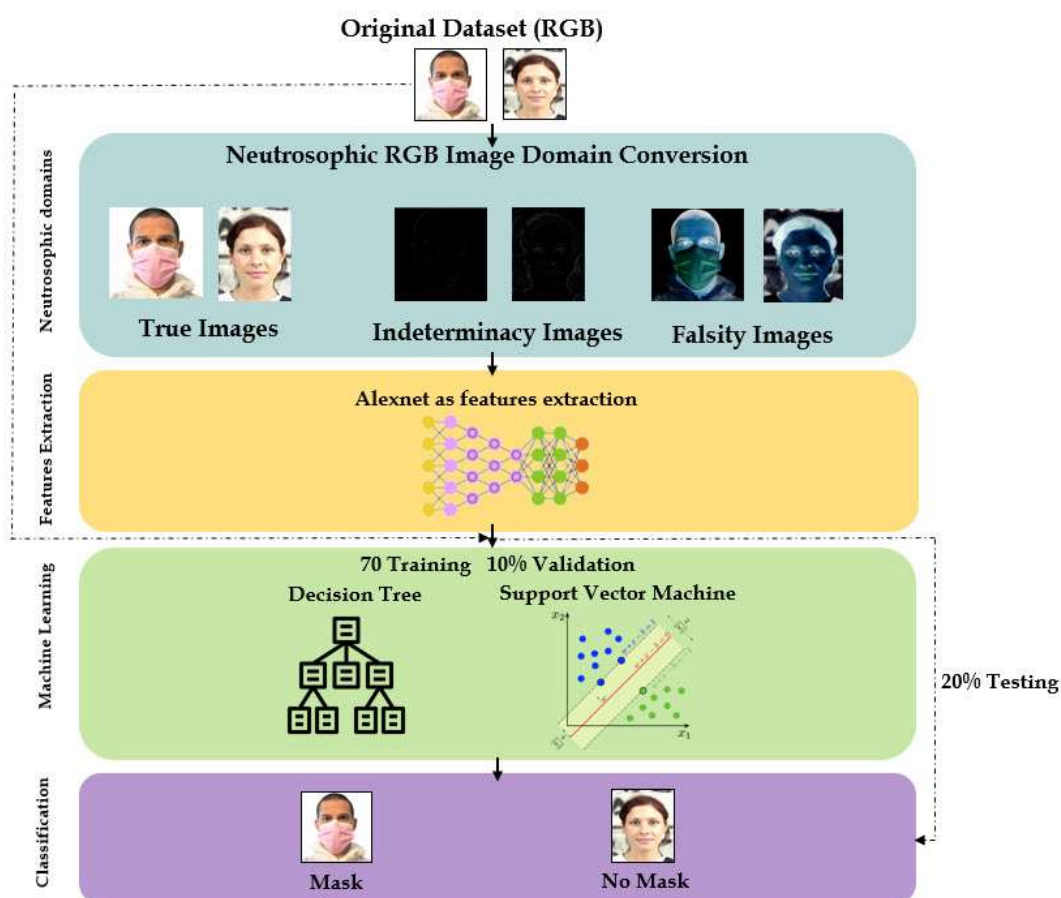 Original Dataset (RGB)
Neutrosophic domains
Neutrosophic RGB Image Domain Conversion
True Images
Indeterminacy Images
Falsity Images
Features Extraction
Alexnet as features extraction
Machine Learning
70 Training 10% Validation
Decision Tree
Support Vector Machine
x₂
x₁
20% Testing
Classification
Mask
No Mask